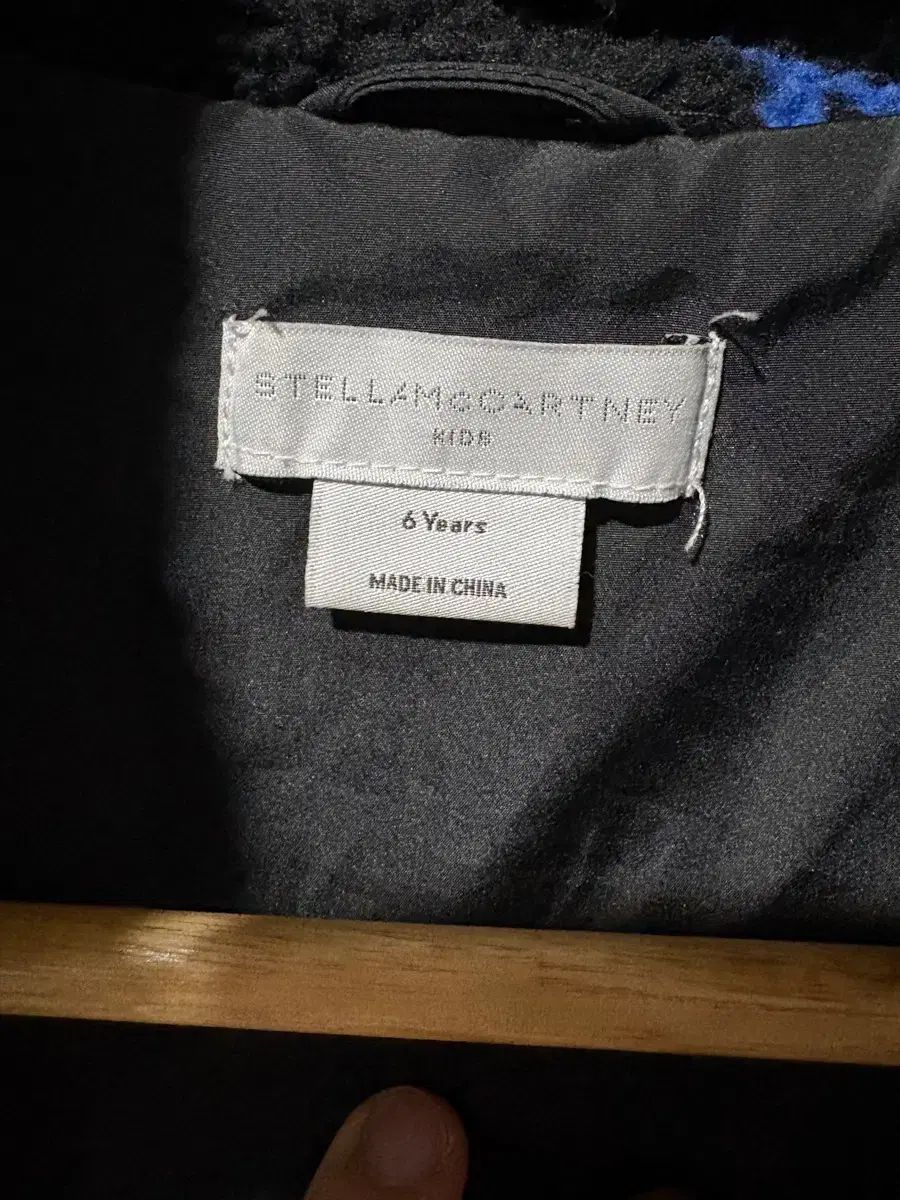 STELLAMcCARTNEY
KIDS
6 Years
MADE IN CHINA